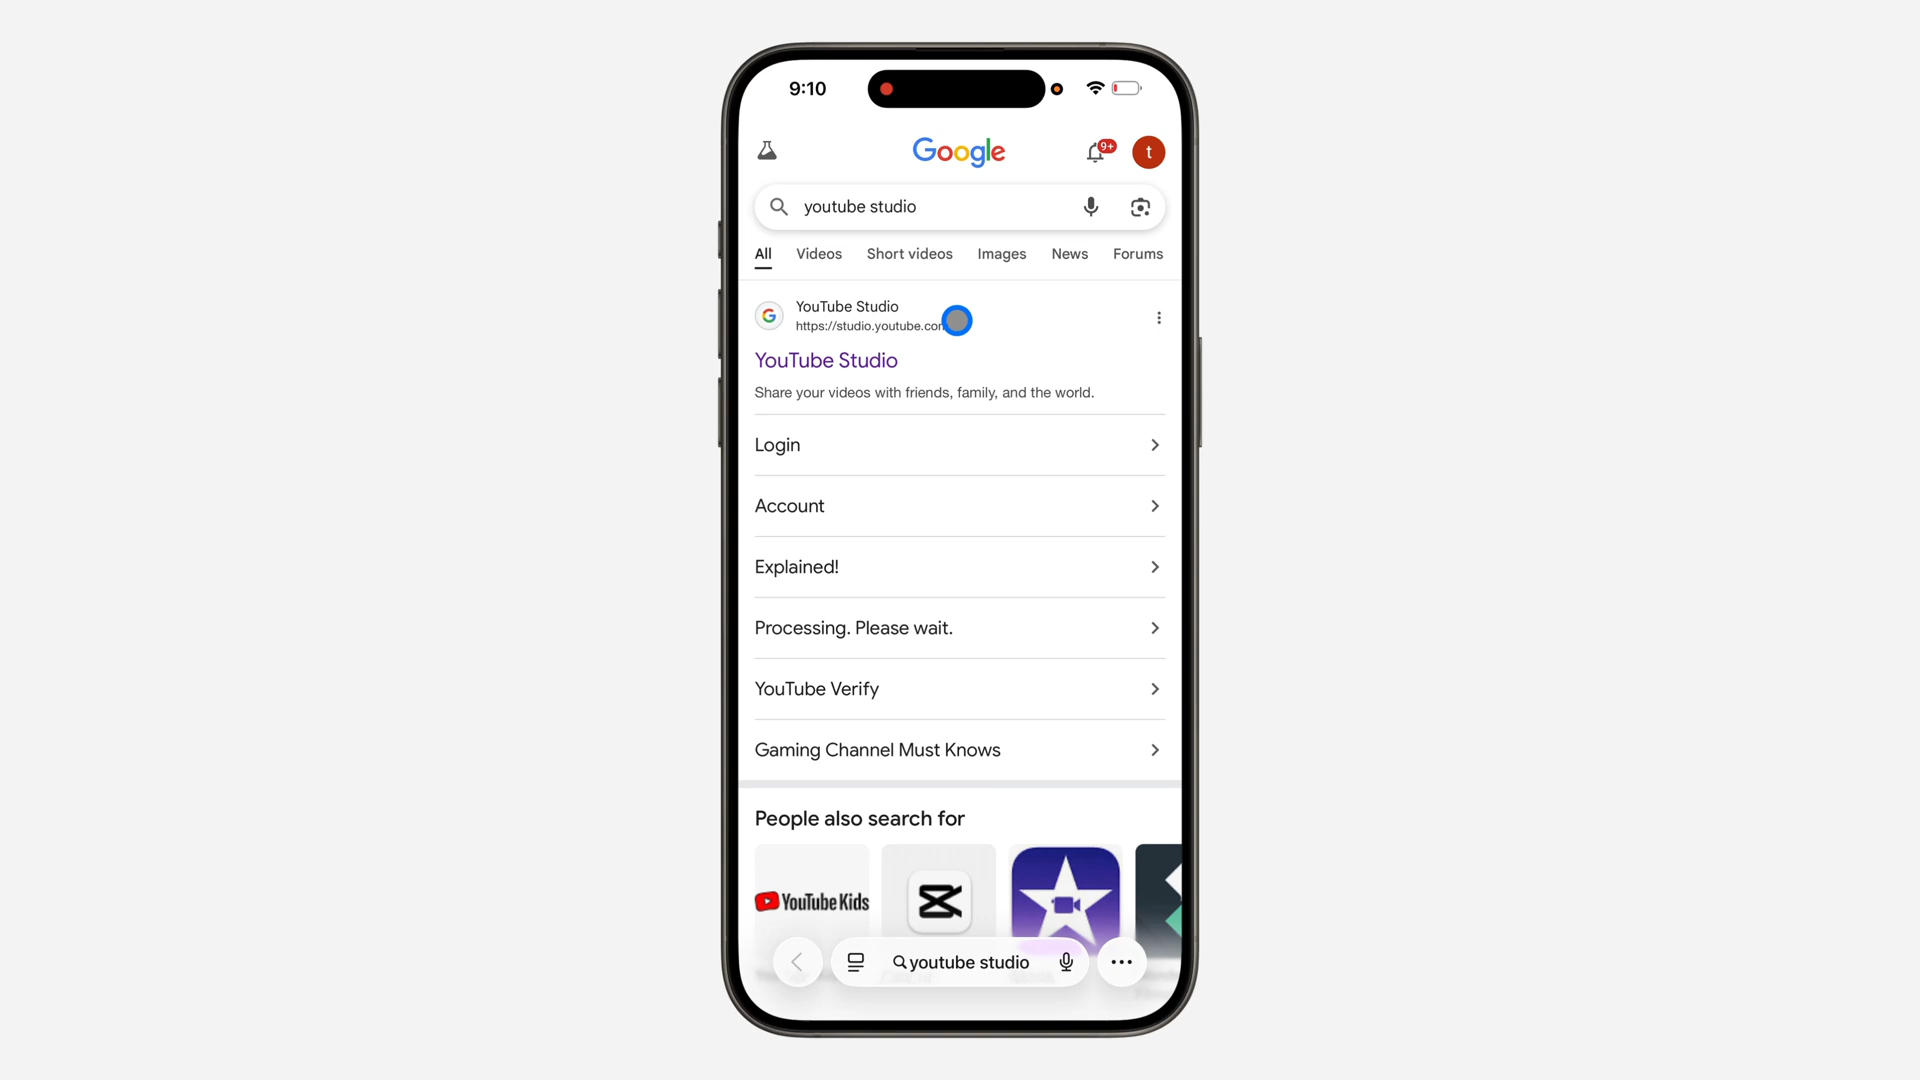 9:10
Google
9+
t
youtube studio
All Videos Short videos Images News Forums
YouTube Studio
https://studio.youtube.com
YouTube Studio
Share your videos with friends, family, and the world.
Login
Account
Explained!
Processing. Please wait.
YouTube Verify
Gaming Channel Must Knows
People also search for
YouTube Kids
youtube studio